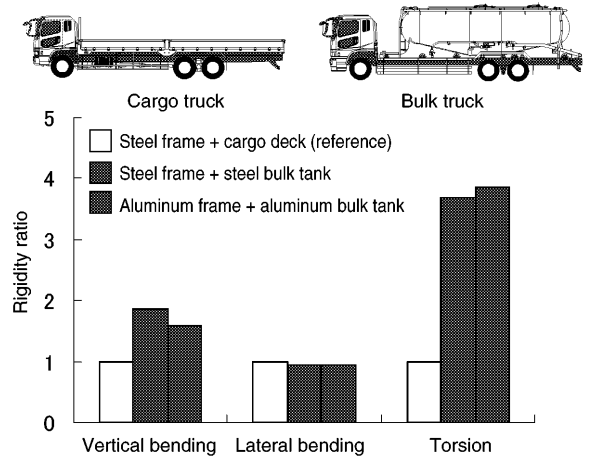 Cargo truck
Bulk truck
5
Steel frame + cargo deck (reference)
Steel frame + steel bulk tank
4
Aluminum frame + aluminum bulk tank
3
Rigidity ratio
2
1
0
Vertical bending
Lateral bending
Torsion